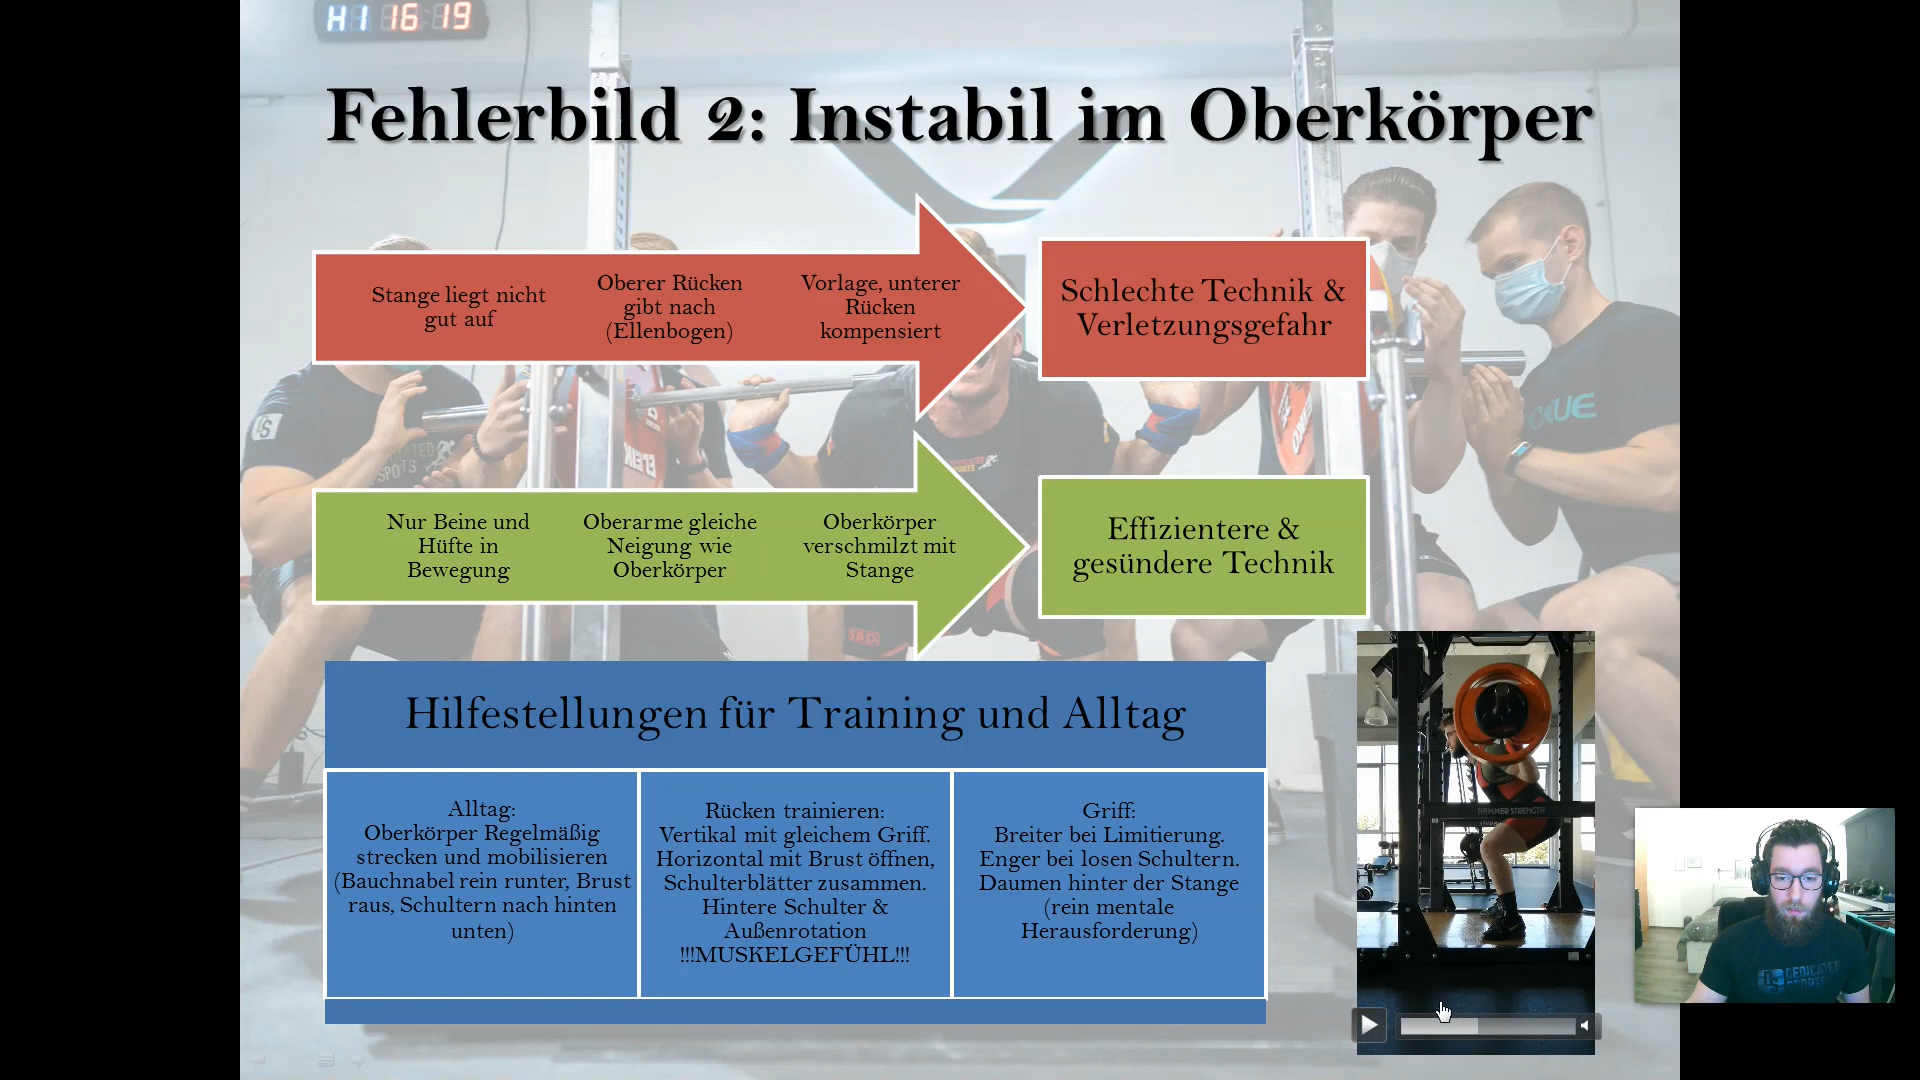 H1 16:19
Fehlerbild 2: Instabil im Oberkörper
Stange liegt nicht
gut auf
Oberer Rücken
gibt nach
(Ellenbogen)
Vorlage, unterer
Rücken
kompensiert
Schlechte Technik &
Verletzungsgefahr
Nur Beine und
Hüfte in
Bewegung
Oberarme gleiche
Neigung wie
Oberkörper
Oberkörper
verschmilzt mit
Stange
Effizientere &
gesündere Technik
Hilfestellungen für Training und Alltag
Alltag:
Oberkörper Regelmäßig
strecken und mobilisieren
(Bauchnabel rein runter, Brust
raus, Schultern nach hinten
unten)
Rücken trainieren:
Vertikal mit gleichem Griff.
Horizontal mit Brust öffnen,
Schulterblätter zusammen.
Hintere Schulter &
Außenrotation
!!!MUSKELGEFÜHL!!!
Griff:
Breiter bei Limitierung.
Enger bei losen Schultern.
Daumen hinter der Stange
(rein mentale
Herausforderung)
HAMMER STRENGTH
DEDICATED
SPORTS